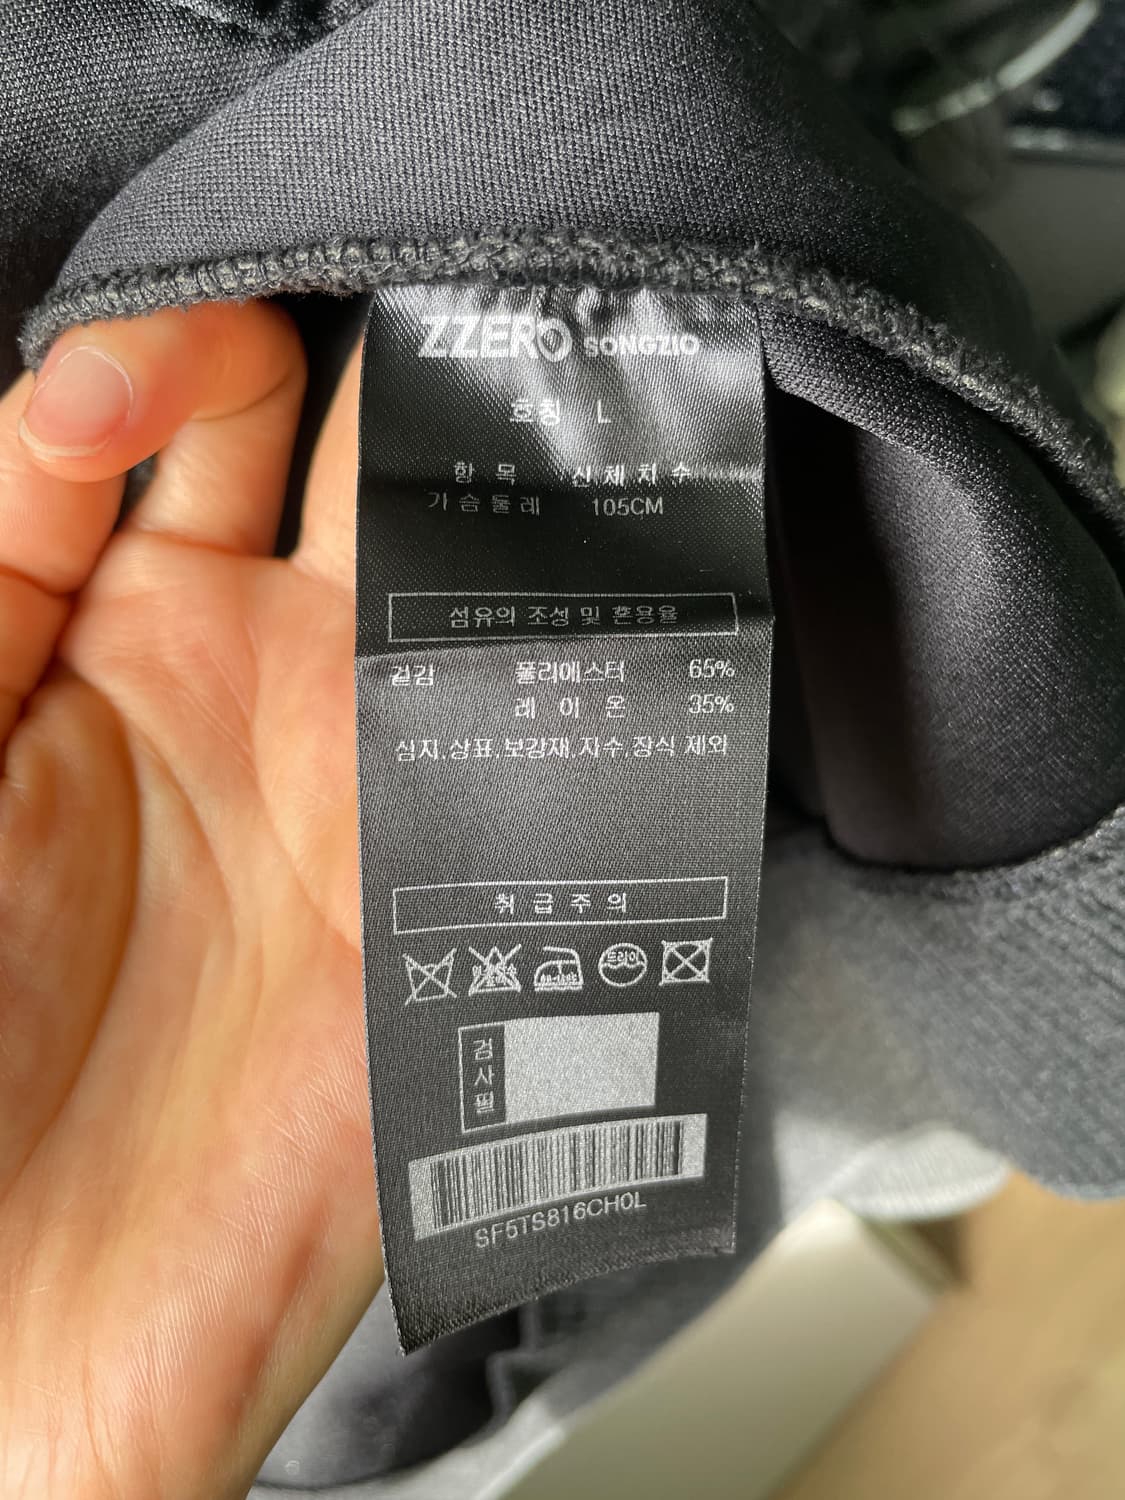 ZZERO SONGZIO
호칭 L
항 목 신체치수
가슴둘레 105CM
섬유의 조성 및 혼용율
겉감 폴리에스터 65%
레 이 온 35%
심지,상표,보강재,자수,장식 제외
취급주의
드라이
검
사
필
SF5TS816CH0L